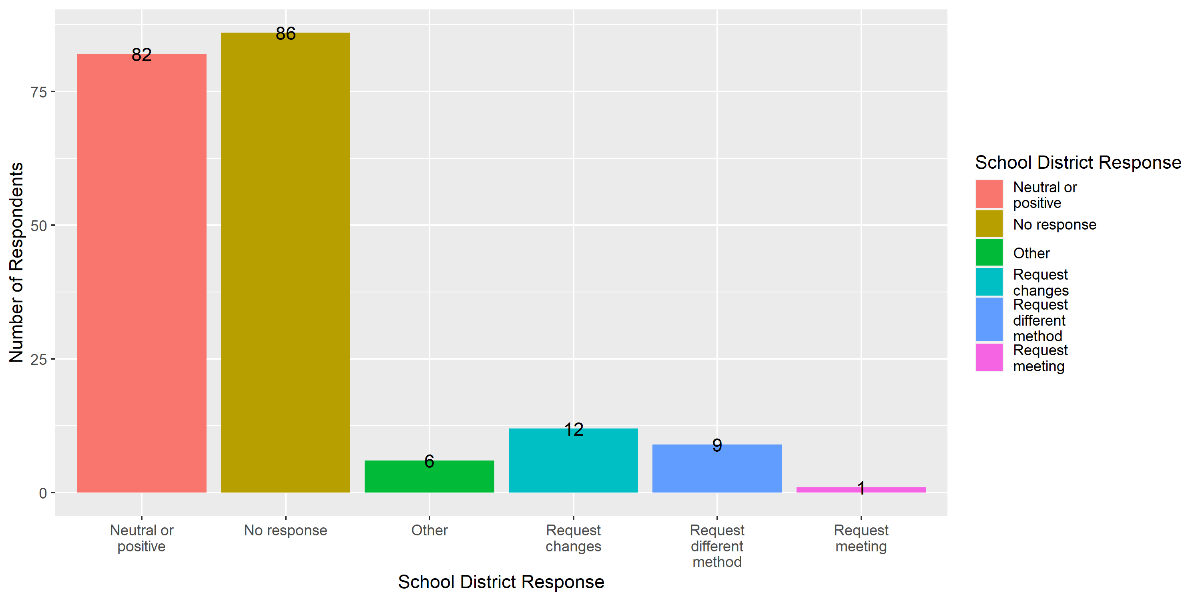 82
86
6
12
9
1
75
50
25
0
Number of Respondents
Neutral or
positive
No response
Other
Request
changes
Request
different
method
Request
meeting
School District Response
School District Response
Neutral or
positive
No response
Other
Request
changes
Request
different
method
Request
meeting